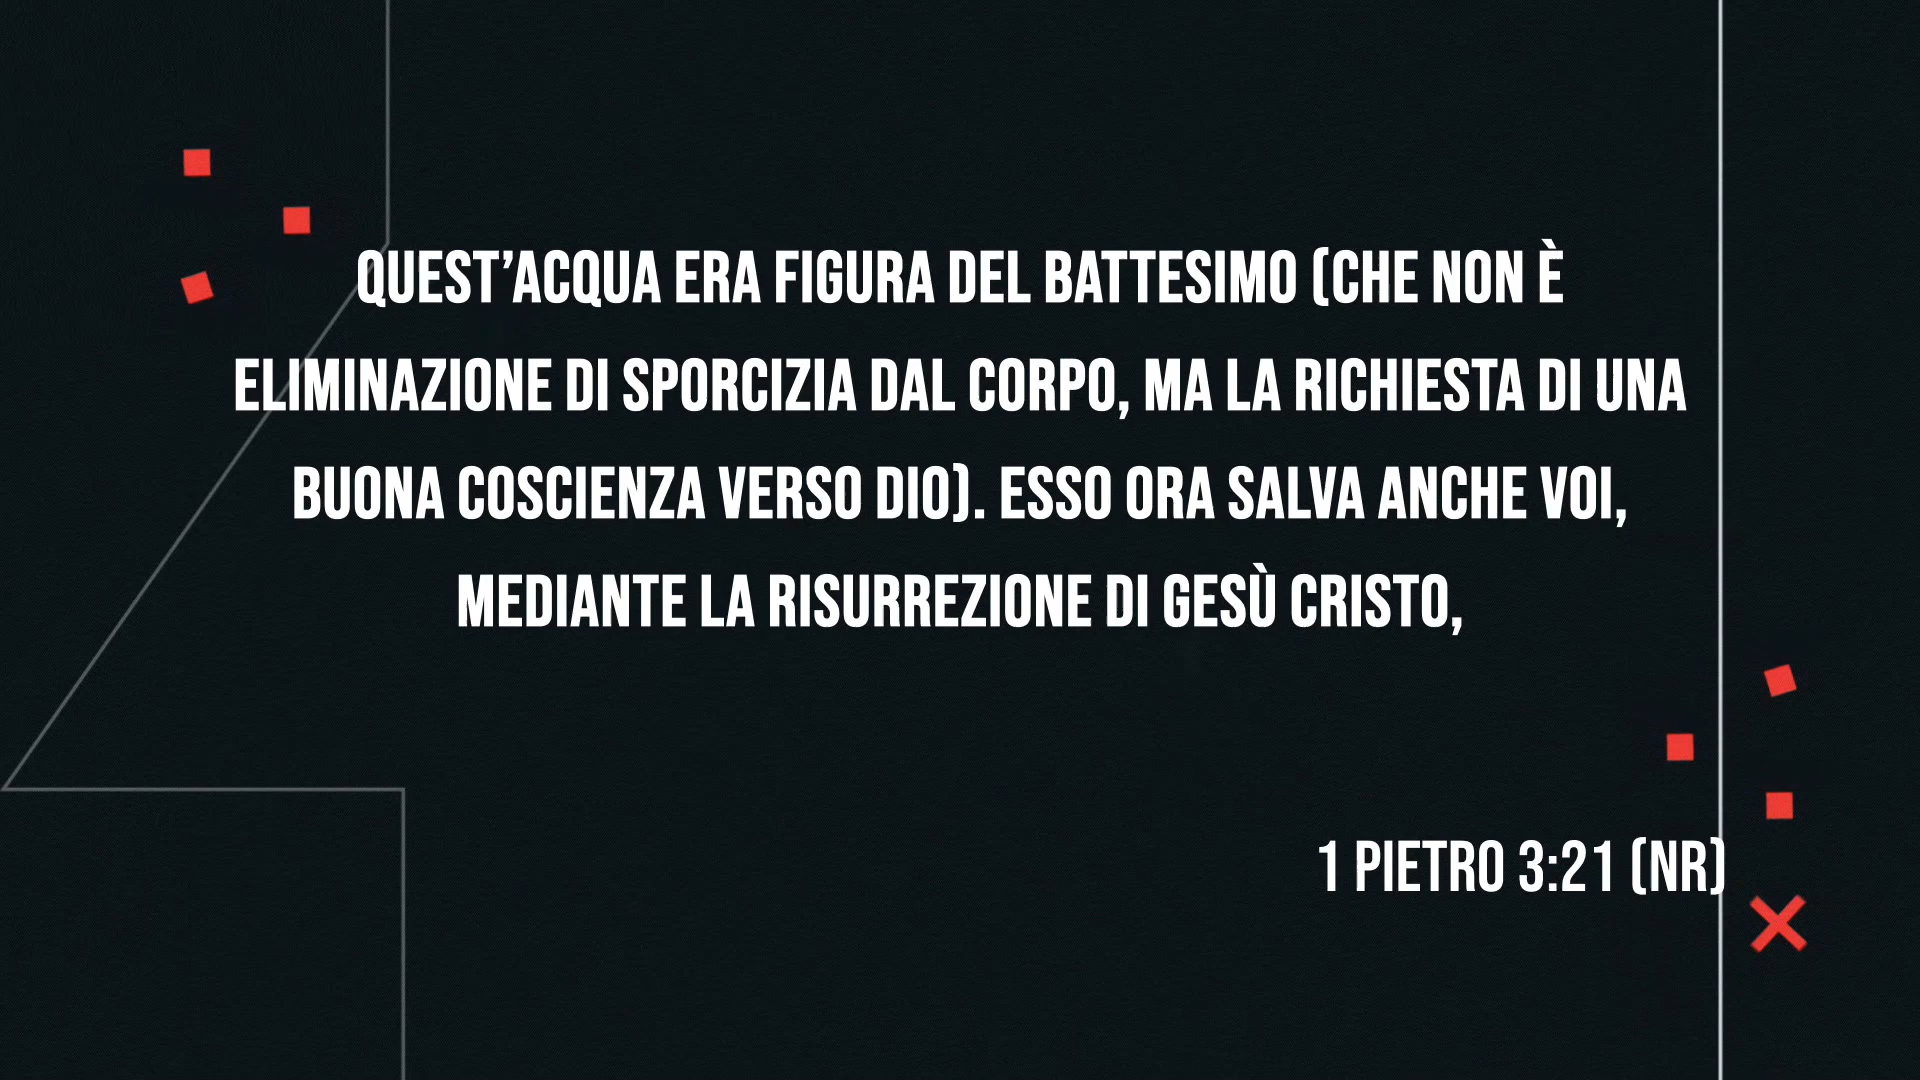 QUEST’ACQUA ERA FIGURA DEL BATTESIMO (CHE NON È
ELIMINAZIONE DI SPORCIZIA DAL CORPO, MA LA RICHIESTA DI UNA
BUONA COSCIENZA VERSO DIO). ESSO ORA SALVA ANCHE VOI,
MEDIANTE LA RISURREZIONE DI GESÙ CRISTO,
1 PIETRO 3:21 (NR)